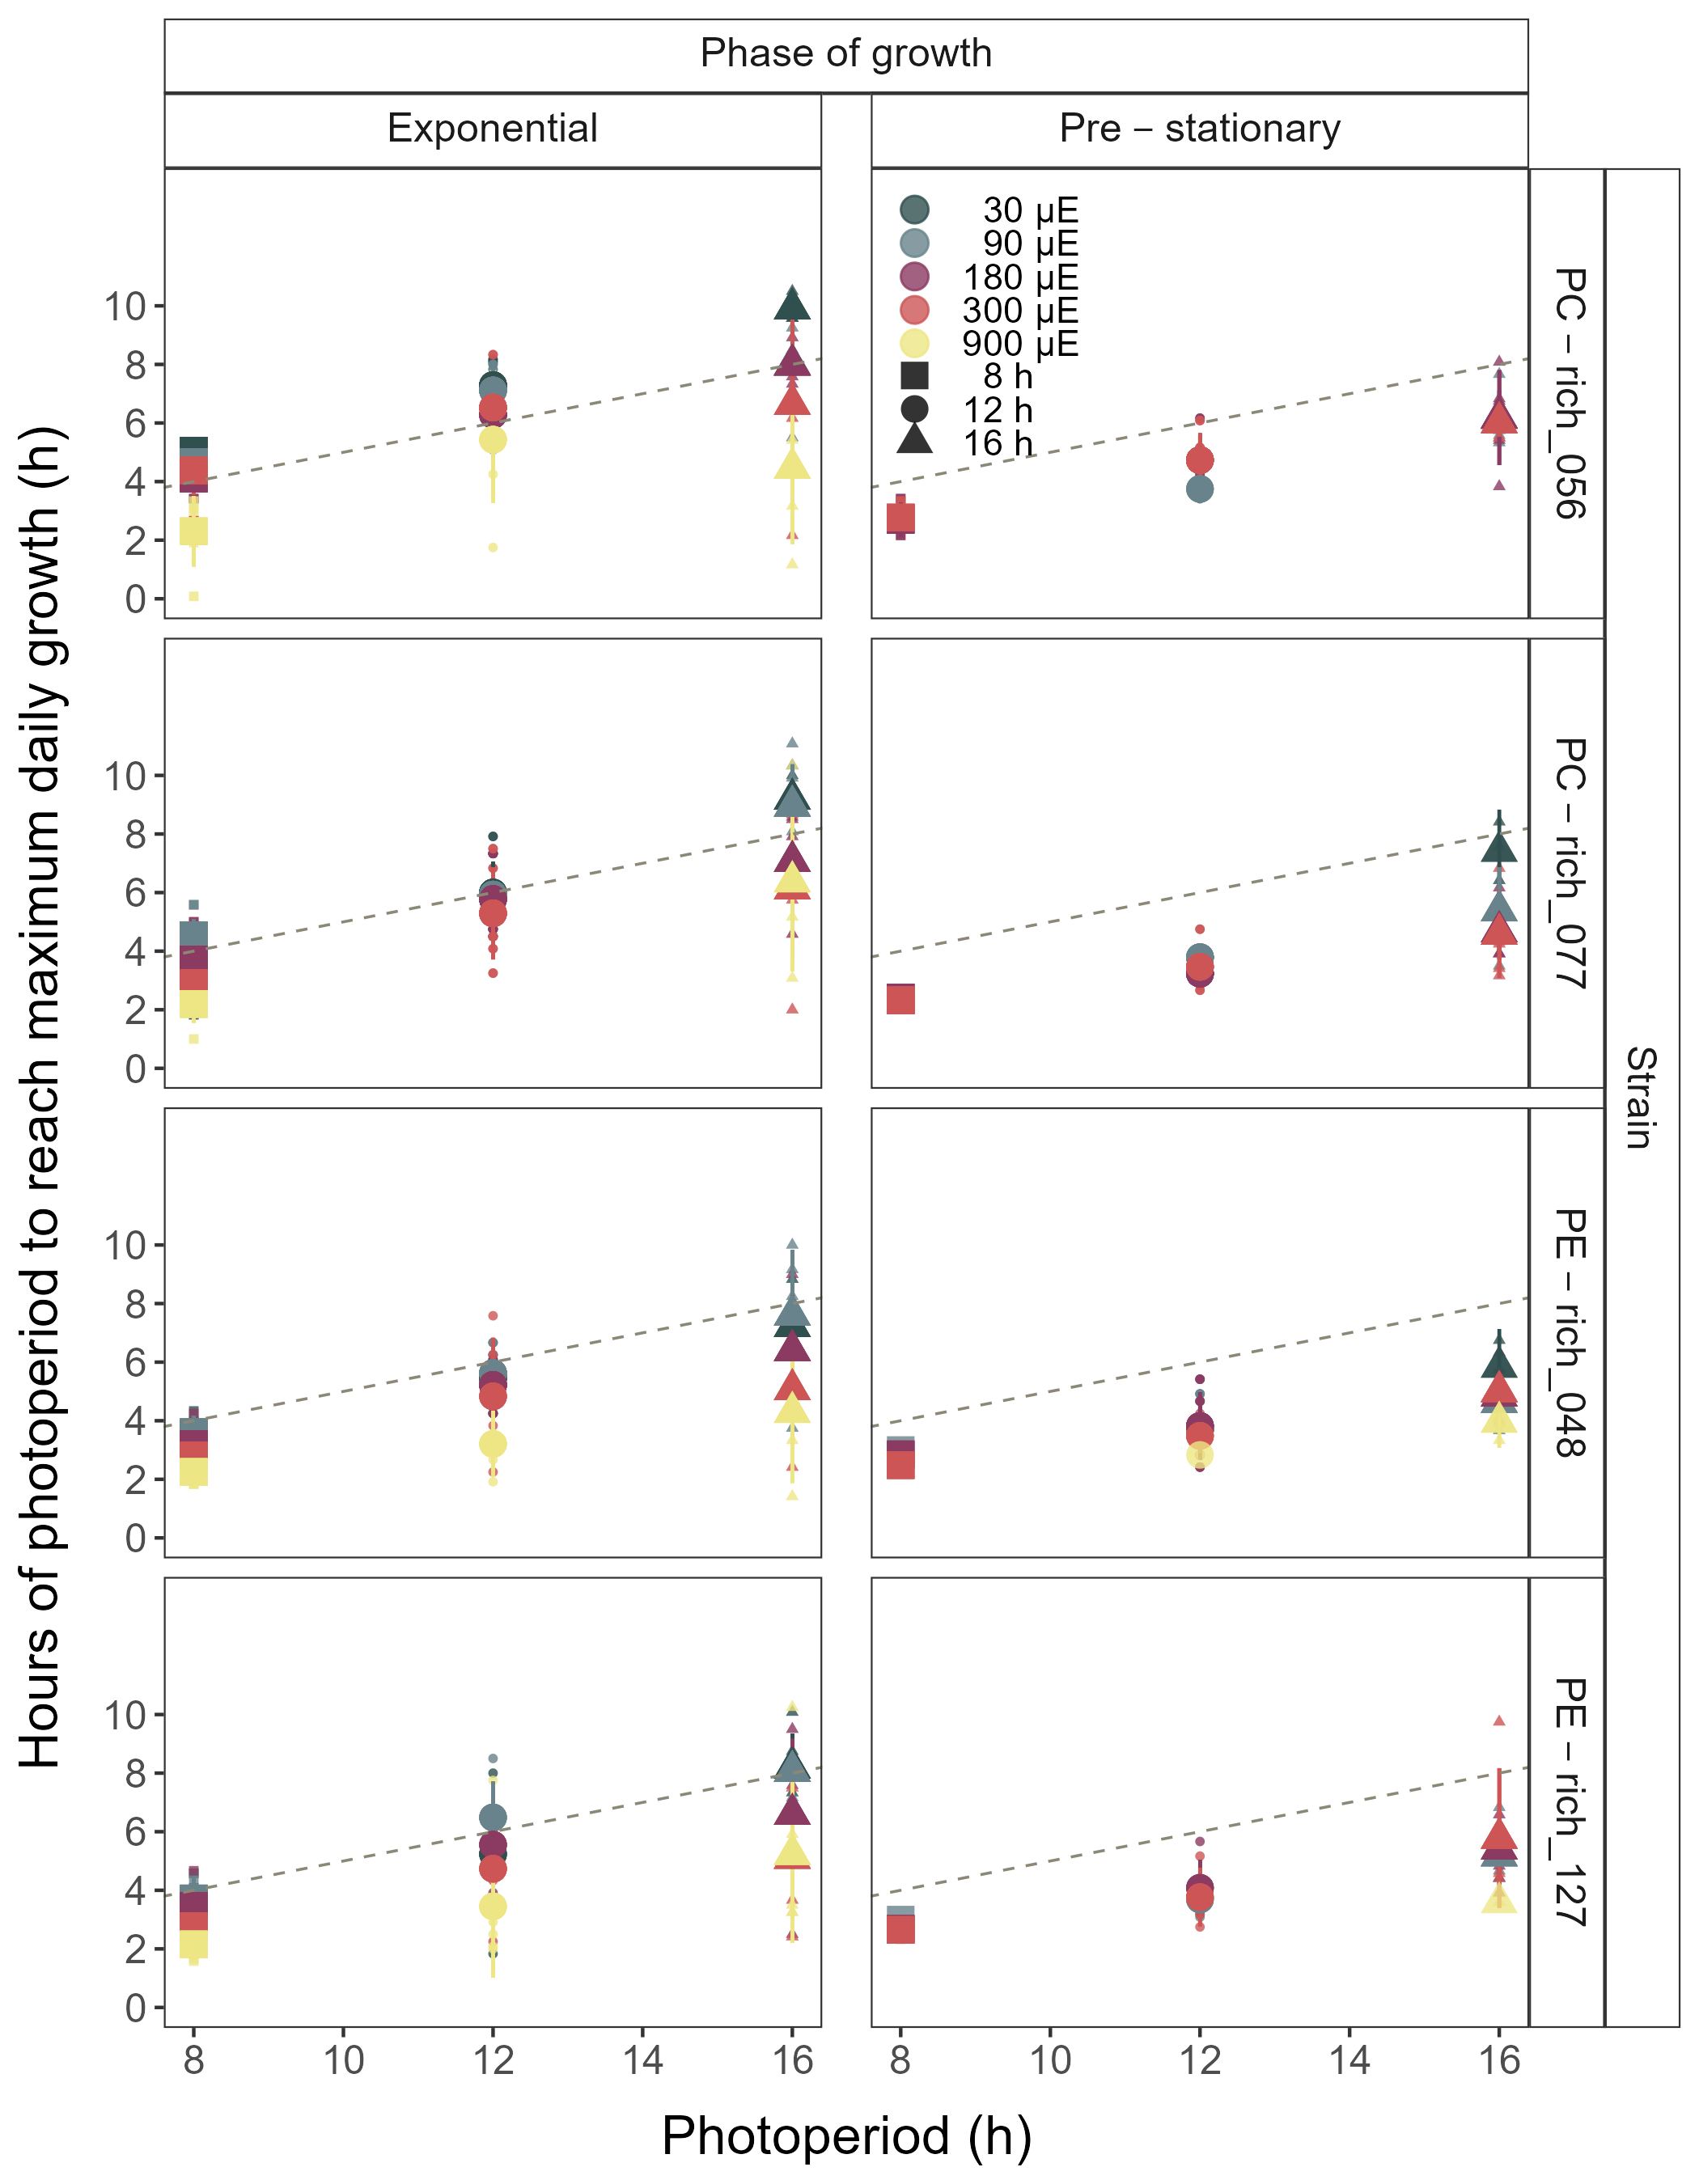 Phase of growth
Exponential
Pre − stationary
30 µE
90 µE
180 µE
300 µE
900 µE
8 h
12 h
16 h
PC − rich_056
PC − rich_077
PE − rich_048
PE − rich_127
Strain
Hours of photoperiod to reach maximum daily growth (h)
10
8
6
4
2
0
10
8
6
4
2
0
10
8
6
4
2
0
10
8
6
4
2
0
8 10 12 14 16
8 10 12 14 16
Photoperiod (h)